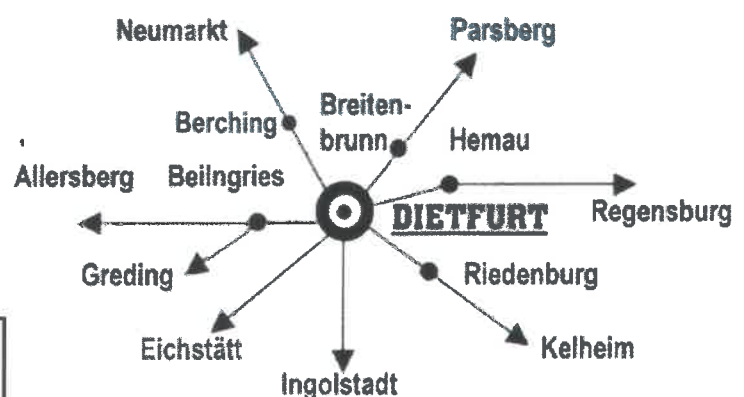 Neumarkt
Parsberg
Berching
Breiten-
brunn
Hemau
Allersberg
Beilngries
DIETFURT
Regensburg
Greding
Riedenburg
Eichstätt
Kelheim
Ingolstadt